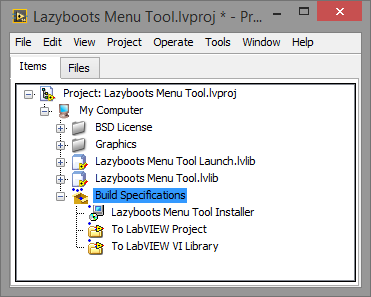 Lazyboots Menu Tool.lvproj * - Pr...
File Edit View Project Operate Tools Window Help
Items Files
Project: Lazyboots Menu Tool.lvproj
My Computer
BSD License
Graphics
Lazyboots Menu Tool Launch.lvlib
Lazyboots Menu Tool.lvlib
Build Specifications
Lazyboots Menu Tool Installer
To LabVIEW Project
To LabVIEW VI Library